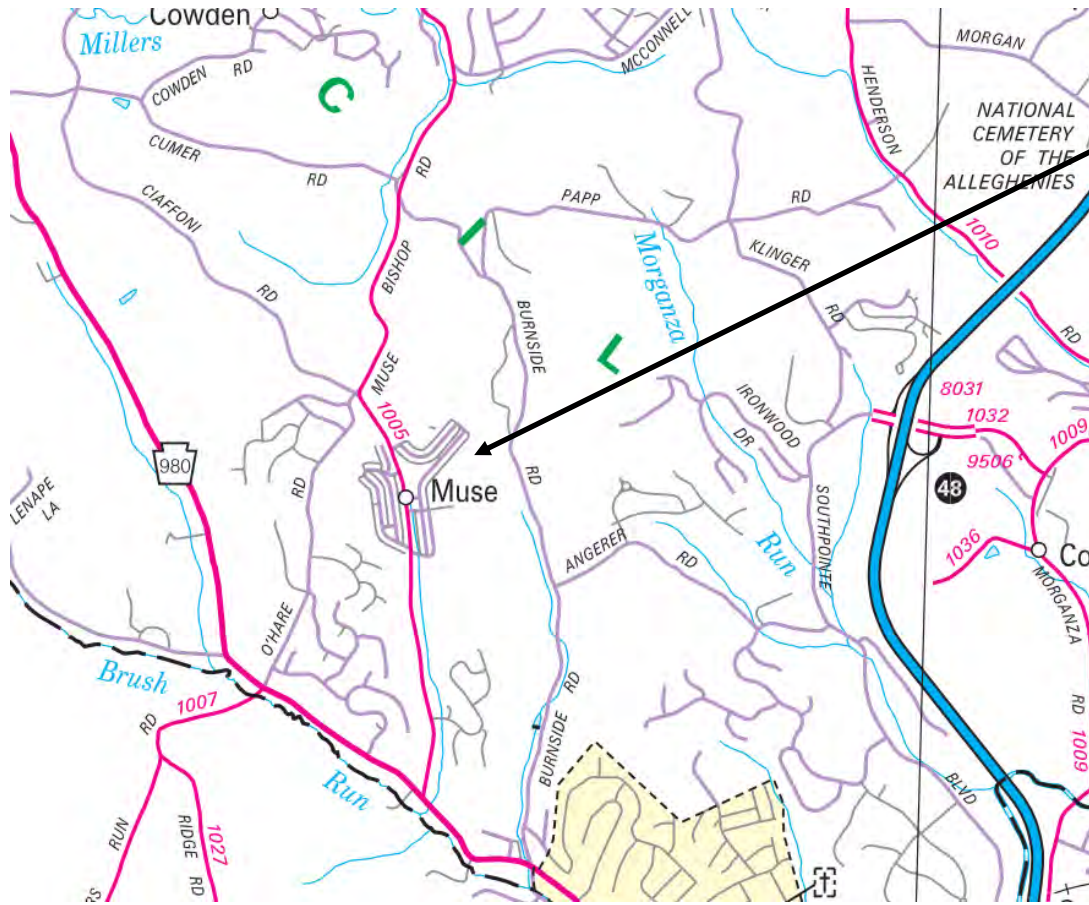 Cowden
Millers
COWDEN RD
MCCONNELL
HENDERSON
MORGAN
NATIONAL
CEMETERY
OF THE
ALLEGHENIES
C
CUMER RD
RD
CIAFFONI
RD
PAPP
RD
1010
RD
I
BISHOP
MUSE
1005
BURNSIDE
RD
Morganza
Run
KLINGER
RD
L
IRONWOOD
DR
8031
1032
1009
9506
48
980
Muse
LENAPE
LA
RD
O'HARE
ANGERER
RD
SOUTHPOINTE
BLVD
1036
Co
MORGANZA
RD
1009
Brush
Run
1007
RD
RUN
RIDGE RD
1027
RS
BURNSIDE
RD